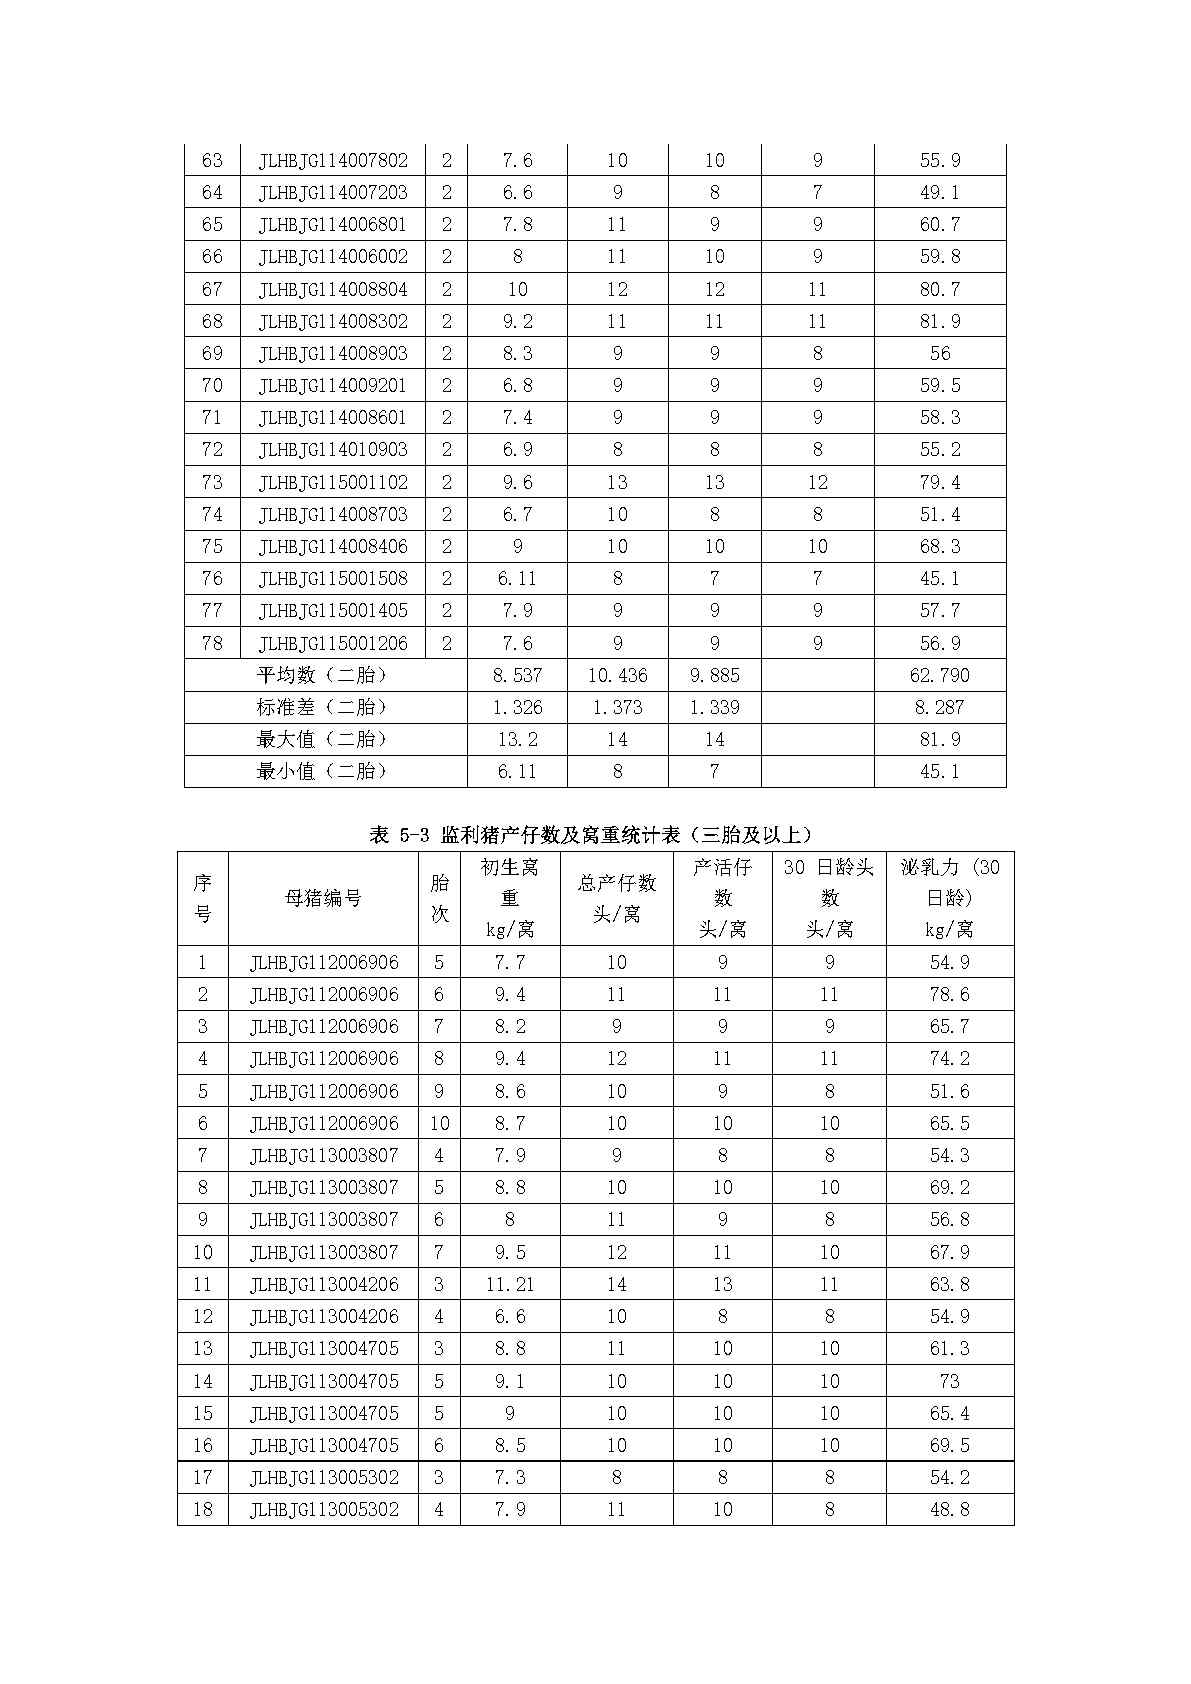 63 JLHBJG114007802 2 7.6 10 10 9 55.9
64 JLHBJG114007203 2 6.6 9 8 7 49.1
65 JLHBJG114006801 2 7.8 11 9 9 60.7
66 JLHBJG114006002 2 8 11 10 9 59.8
67 JLHBJG114008804 2 10 12 12 11 80.7
68 JLHBJG114008302 2 9.2 11 11 11 81.9
69 JLHBJG114008903 2 8.3 9 9 8 56
70 JLHBJG114009201 2 6.8 9 9 9 59.5
71 JLHBJG114008601 2 7.4 9 9 9 58.3
72 JLHBJG114010903 2 6.9 8 8 8 55.2
73 JLHBJG115001102 2 9.6 13 13 12 79.4
74 JLHBJG114008703 2 6.7 10 8 8 51.4
75 JLHBJG114008406 2 9 10 10 10 68.3
76 JLHBJG115001508 2 6.11 8 7 7 45.1
77 JLHBJG115001405 2 7.9 9 9 9 57.7
78 JLHBJG115001206 2 7.6 9 9 9 56.9
平均数（二胎） 8.537 10.436 9.885 62.790
标准差（二胎） 1.326 1.373 1.339 8.287
最大值（二胎） 13.2 14 14 81.9
最小值（二胎） 6.11 8 7 45.1
表 5-3 监利猪产仔数及窝重统计表（三胎及以上）
序号 母猪编号 胎次 初生窝重 kg/窝 总产仔数 头/窝 产活仔数 头/窝 30 日龄头数 头/窝 泌乳力 (30 日龄) kg/窝
1 JLHBJG112006906 5 7.7 10 9 9 54.9
2 JLHBJG112006906 6 9.4 11 11 11 78.6
3 JLHBJG112006906 7 8.2 9 9 9 65.7
4 JLHBJG112006906 8 9.4 12 11 11 74.2
5 JLHBJG112006906 9 8.6 10 9 8 51.6
6 JLHBJG112006906 10 8.7 10 10 10 65.5
7 JLHBJG113003807 4 7.9 9 8 8 54.3
8 JLHBJG113003807 5 8.8 10 10 10 69.2
9 JLHBJG113003807 6 8 11 9 8 56.8
10 JLHBJG113003807 7 9.5 12 11 10 67.9
11 JLHBJG113004206 3 11.21 14 13 11 63.8
12 JLHBJG113004206 4 6.6 10 8 8 54.9
13 JLHBJG113004705 3 8.8 11 10 10 61.3
14 JLHBJG113004705 5 9.1 10 10 10 73
15 JLHBJG113004705 5 9 10 10 10 65.4
16 JLHBJG113004705 6 8.5 10 10 10 69.5
17 JLHBJG113005302 3 7.3 8 8 8 54.2
18 JLHBJG113005302 4 7.9 11 10 8 48.8